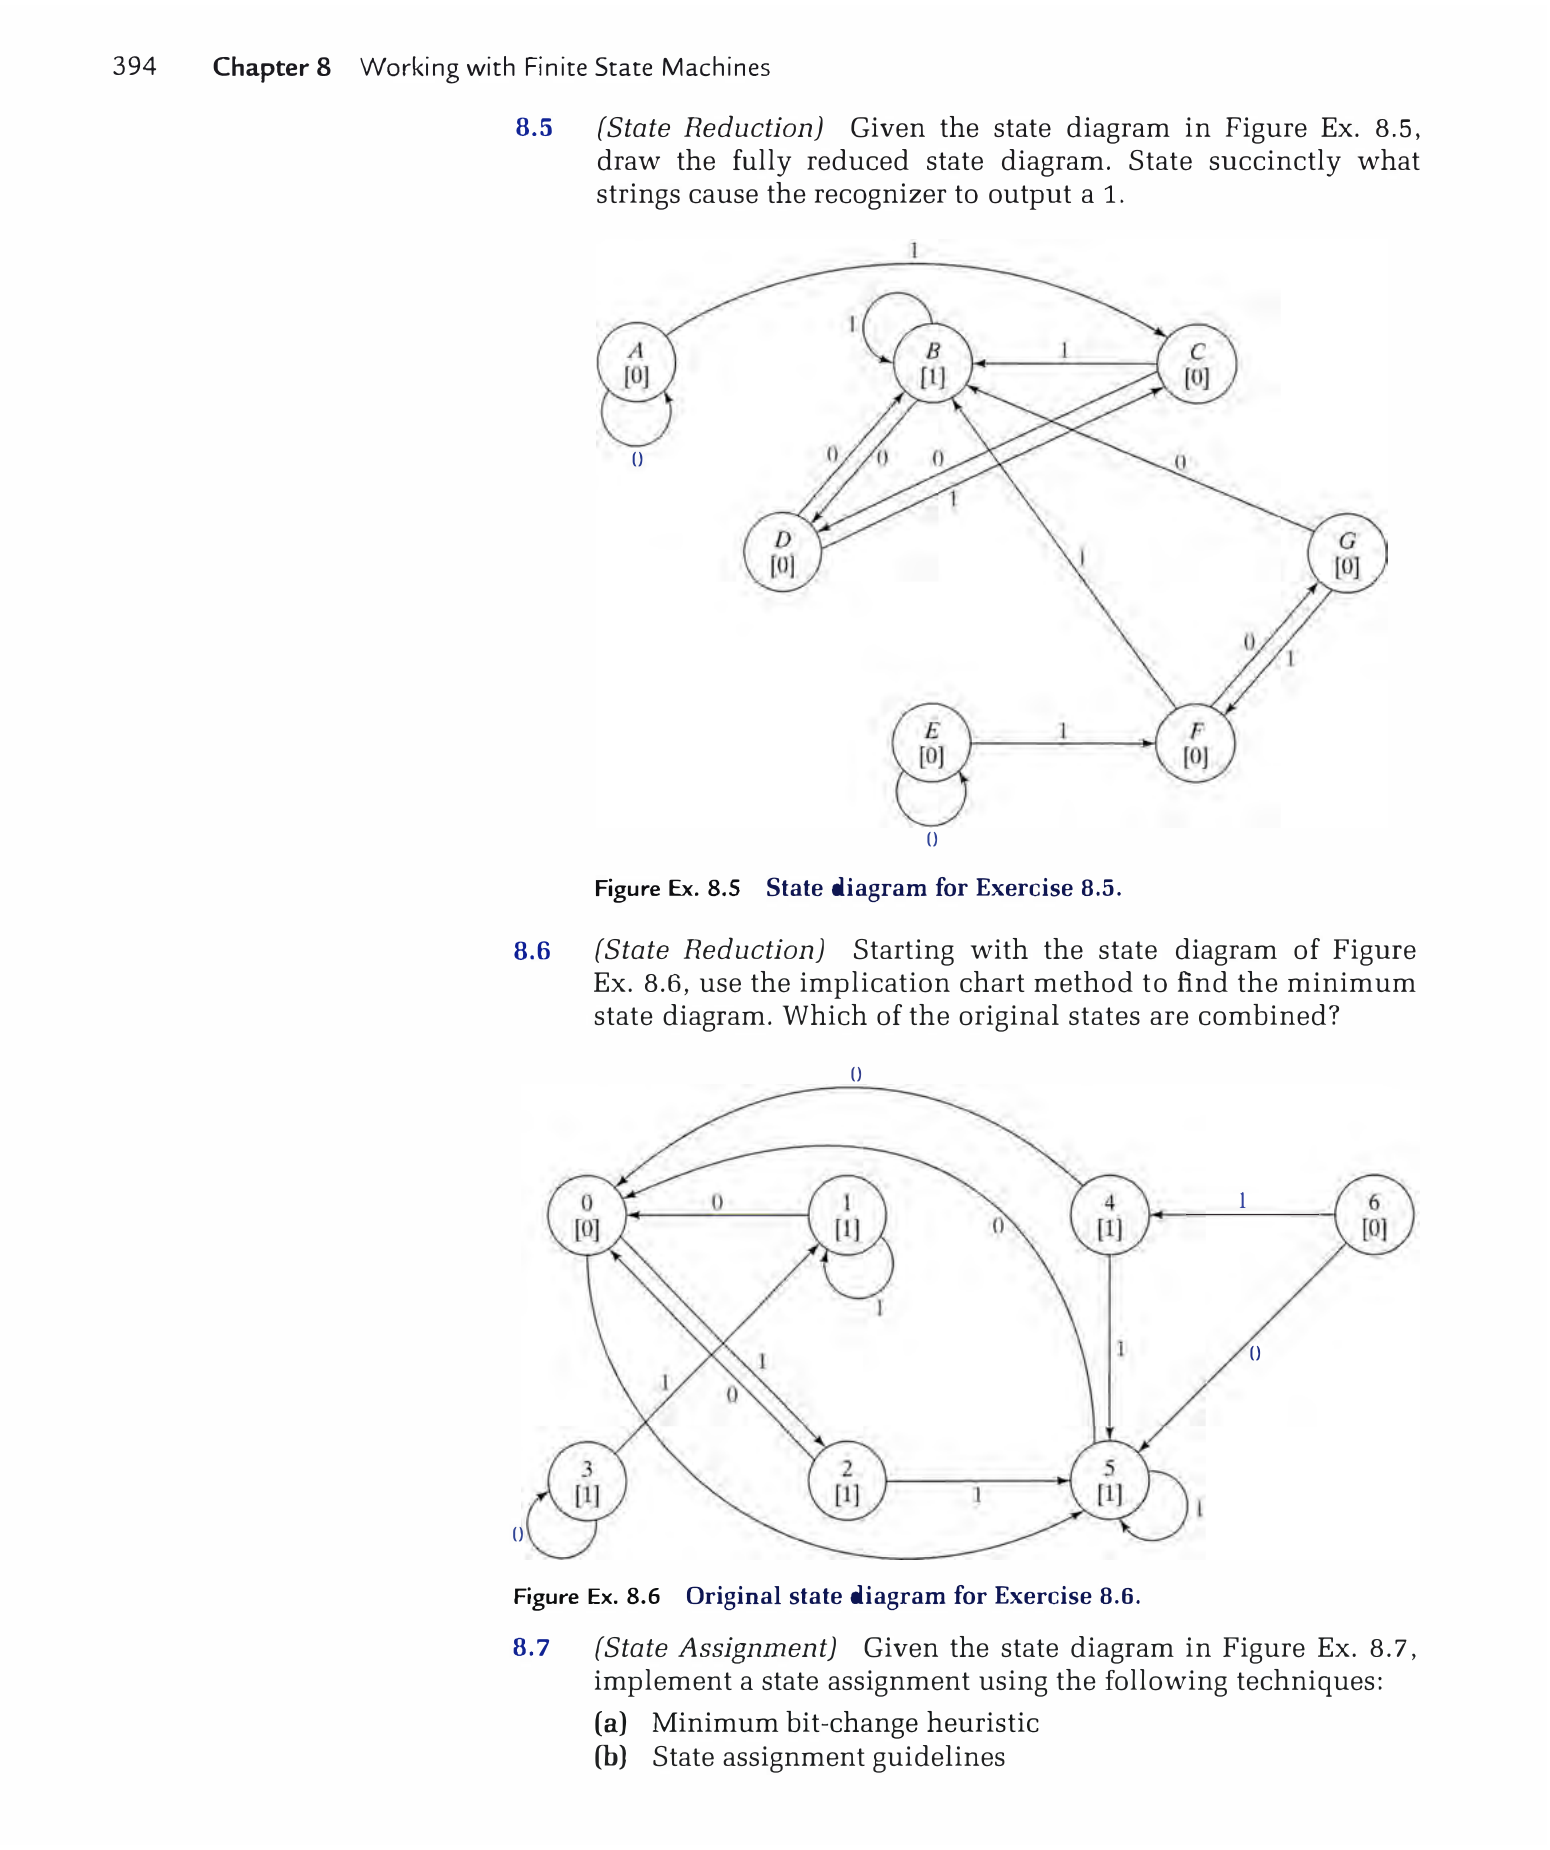 394 Chapter 8 Working with Finite State Machines
8.5 (State Reduction) Given the state diagram in Figure Ex. 8.5,
draw the fully reduced state diagram. State succinctly what
strings cause the recognizer to output a 1.
1
1
A
[0]
B
[1]
1
C
[0]
0
0
0
0
0
1
D
[0]
G
[0]
1
0
1
E
[0]
1
F
[0]
0
Figure Ex. 8.5 State diagram for Exercise 8.5.
8.6 (State Reduction) Starting with the state diagram of Figure
Ex. 8.6, use the implication chart method to find the minimum
state diagram. Which of the original states are combined?
0
0
[0]
0
1
[1]
0
4
[1]
1
6
[0]
1
1
1
0
1
0
3
[1]
2
[1]
1
5
[1]
1
0
Figure Ex. 8.6 Original state diagram for Exercise 8.6.
8.7 (State Assignment) Given the state diagram in Figure Ex. 8.7,
implement a state assignment using the following techniques:
(a) Minimum bit-change heuristic
(b) State assignment guidelines